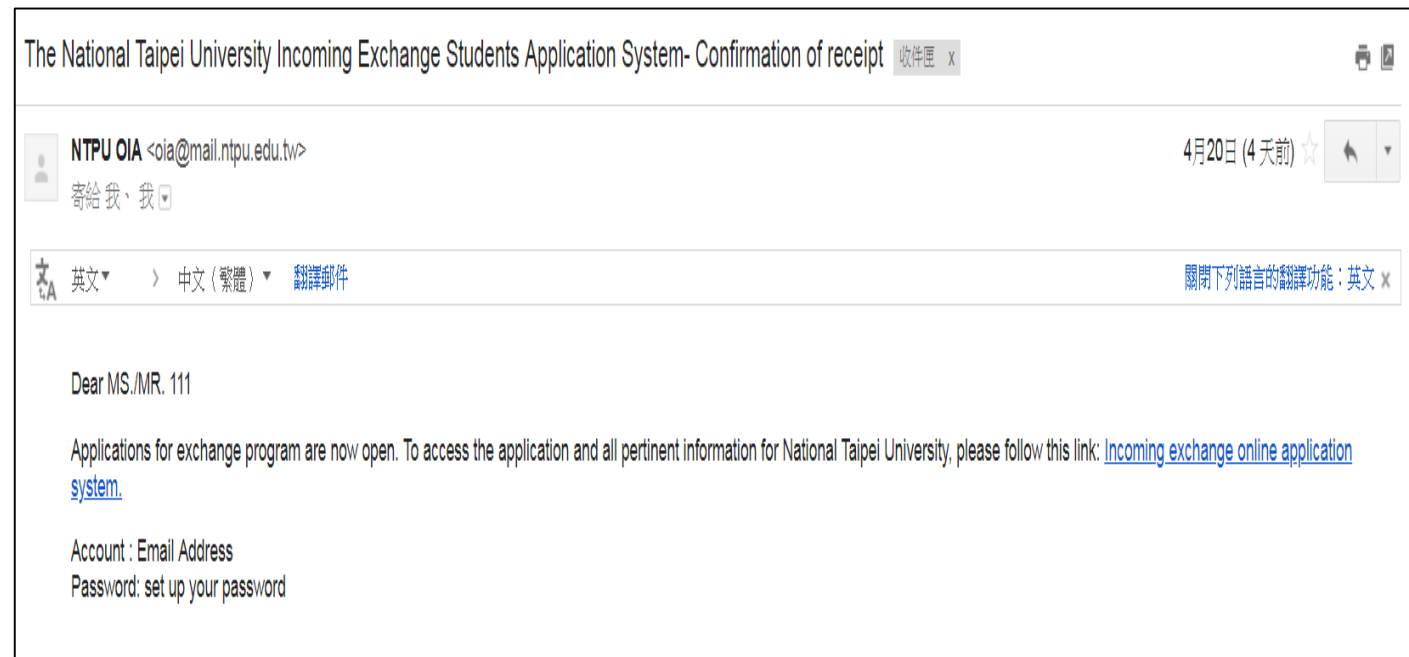 The National Taipei University Incoming Exchange Students Application System- Confirmation of receipt 收件匣 x
NTPU OIA <oia@mail.ntpu.edu.tw>
4月20日 (4 天前)
寄給 我、 我
英文 > 中文（繁體） 翻譯郵件
關閉下列語言的翻譯功能：英文 x
Dear MS./MR. 111
Applications for exchange program are now open. To access the application and all pertinent information for National Taipei University, please follow this link: Incoming exchange online application
system.
Account : Email Address
Password: set up your password